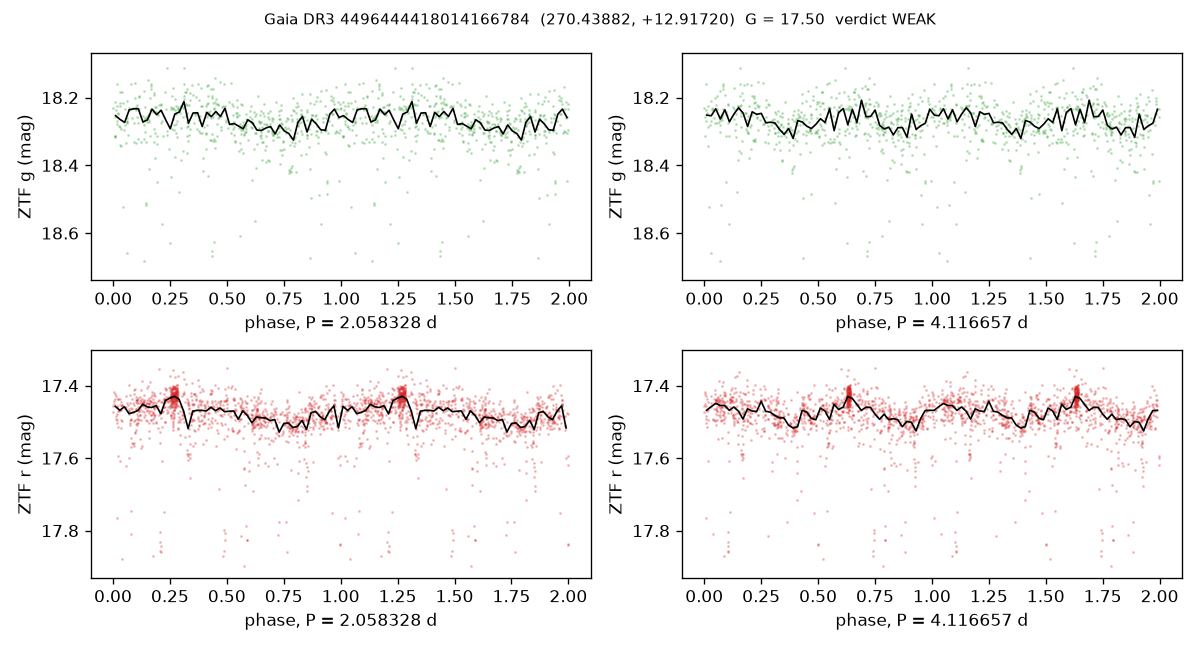 Gaia DR3 4496444418014166784 (270.43882, +12.91720) G = 17.50 verdict WEAK
ZTF g (mag)
18.2
18.4
18.6
0.00 0.25 0.50 0.75 1.00 1.25 1.50 1.75 2.00
phase, P = 2.058328 d
ZTF g (mag)
18.2
18.4
18.6
0.00 0.25 0.50 0.75 1.00 1.25 1.50 1.75 2.00
phase, P = 4.116657 d
ZTF r (mag)
17.4
17.6
17.8
0.00 0.25 0.50 0.75 1.00 1.25 1.50 1.75 2.00
phase, P = 2.058328 d
ZTF r (mag)
17.4
17.6
17.8
0.00 0.25 0.50 0.75 1.00 1.25 1.50 1.75 2.00
phase, P = 4.116657 d